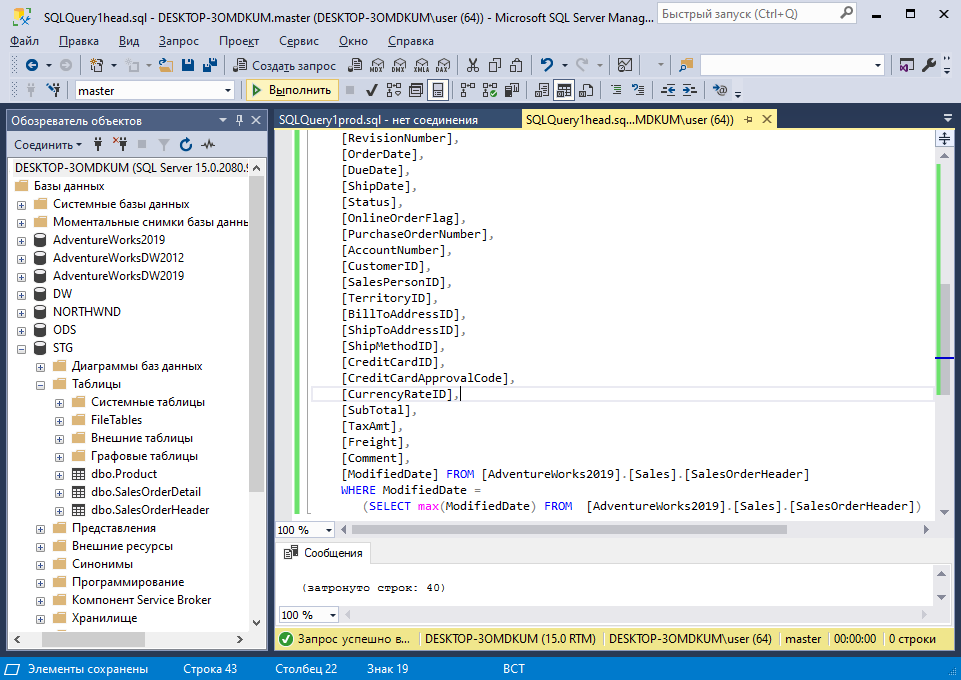 SQLQuery1head.sql - DESKTOP-3OMDKUM.master (DESKTOP-3OMDKUM\user (64)) - Microsoft SQL Server Manag...
Быстрый запуск (Ctrl+Q)
Файл Правка Вид Запрос Проект Сервис Окно Справка
Создать запрос MDX DMX XMLA DAX
master Выполнить
Обозреватель объектов
SQLQuery1prod.sql - нет соединения
SQLQuery1head.sq...MDKUM\user (64))
Соединить
DESKTOP-3OMDKUM (SQL Server 15.0.2080.9
Базы данных
Системные базы данных
Моментальные снимки базы данны
AdventureWorks2019
AdventureWorksDW2012
AdventureWorksDW2019
DW
NORTHWND
ODS
STG
Диаграммы баз данных
Таблицы
Системные таблицы
FileTables
Внешние таблицы
Графовые таблицы
dbo.Product
dbo.SalesOrderDetail
dbo.SalesOrderHeader
Представления
Внешние ресурсы
Синонимы
Программирование
Компонент Service Broker
Хранилище
[RevisionNumber],
[OrderDate],
[DueDate],
[ShipDate],
[Status],
[OnlineOrderFlag],
[PurchaseOrderNumber],
[AccountNumber],
[CustomerID],
[SalesPersonID],
[TerritoryID],
[BillToAddressID],
[ShipToAddressID],
[ShipMethodID],
[CreditCardID],
[CreditCardApprovalCode],
[CurrencyRateID],
[SubTotal],
[TaxAmt],
[Freight],
[Comment],
[ModifiedDate] FROM [AdventureWorks2019].[Sales].[SalesOrderHeader]
WHERE ModifiedDate =
(SELECT max(ModifiedDate) FROM [AdventureWorks2019].[Sales].[SalesOrderHeader])
100 %
Сообщения
(затронуто строк: 40)
100 %
Запрос успешно в... DESKTOP-3OMDKUM (15.0 RTM) DESKTOP-3OMDKUM\user (64) master 00:00:00 0 строки
Элементы сохранены Строка 43 Столбец 22 Знак 19 ВСТ